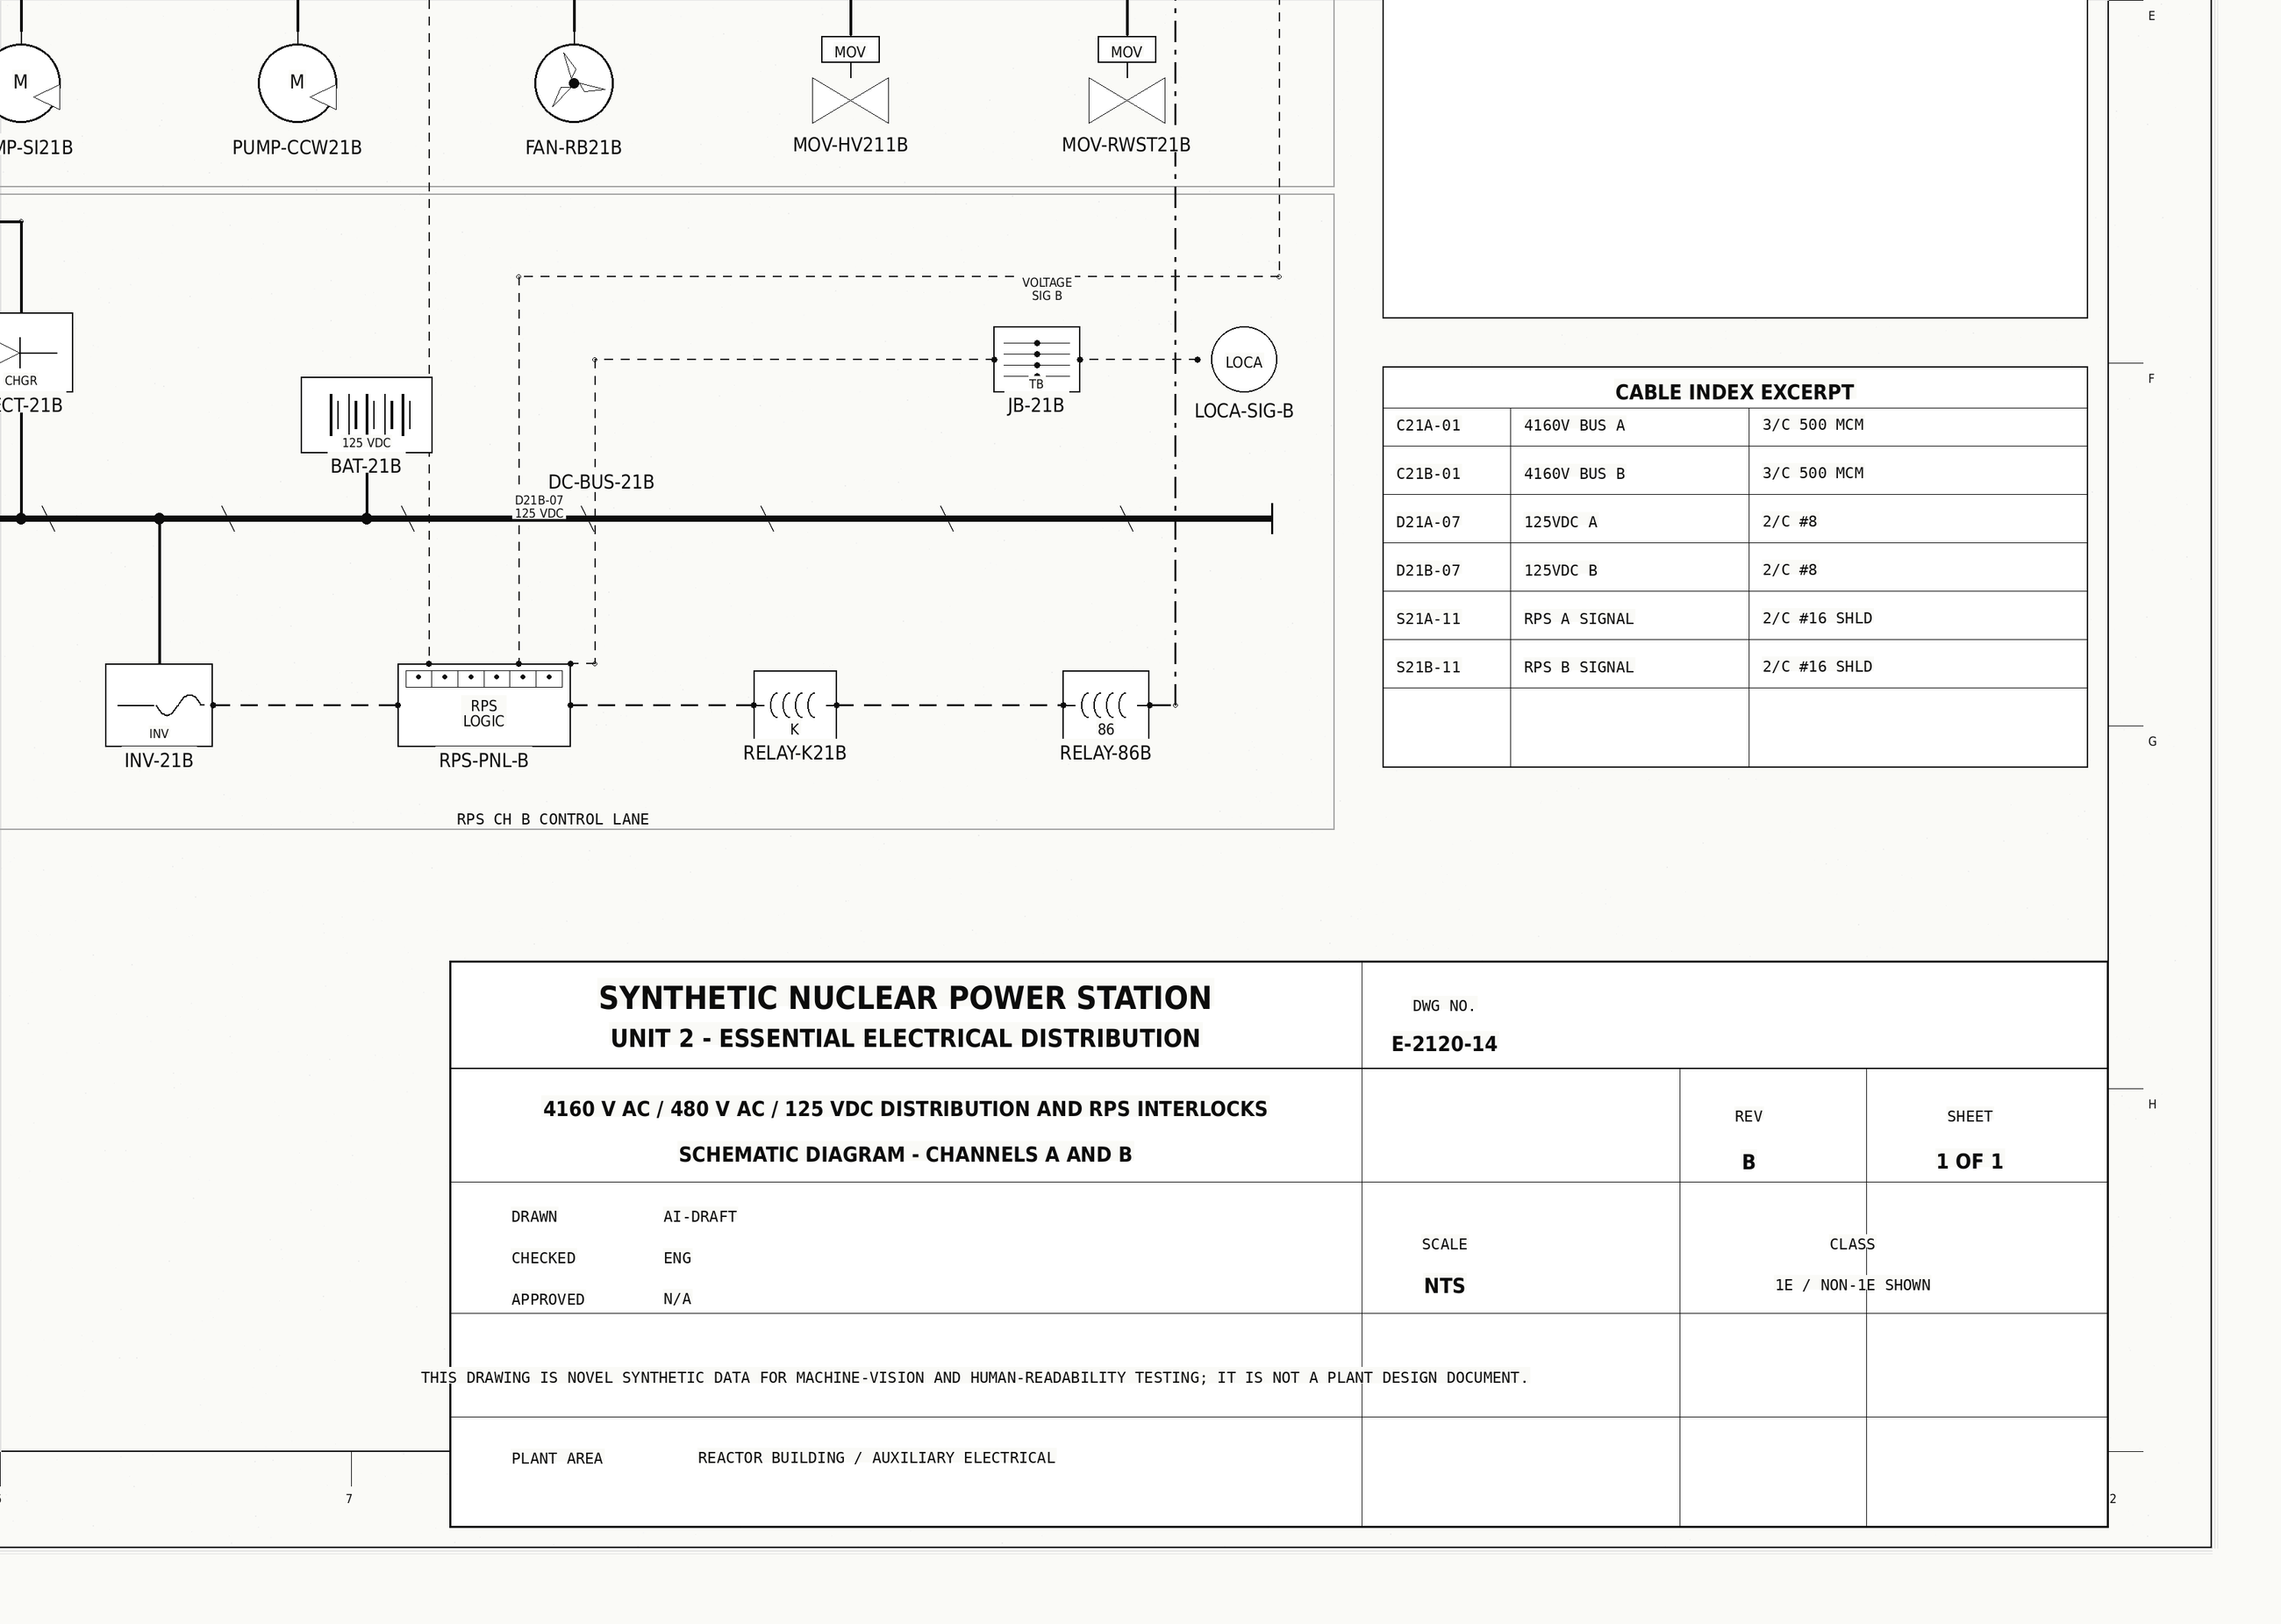 E
M
M
MOV
MOV
MP-SI21B
PUMP-CCW21B
FAN-RB21B
MOV-HV211B
MOV-RWST21B
VOLTAGE
SIG B
CHGR
ECT-21B
125 VDC
BAT-21B
TB
JB-21B
LOCA
LOCA-SIG-B
DC-BUS-21B
D21B-07
125 VDC
INV
INV-21B
RPS
LOGIC
RPS-PNL-B
K
RELAY-K21B
86
RELAY-86B
RPS CH B CONTROL LANE
F
CABLE INDEX EXCERPT
C21A-01 4160V BUS A 3/C 500 MCM
C21B-01 4160V BUS B 3/C 500 MCM
D21A-07 125VDC A 2/C #8
D21B-07 125VDC B 2/C #8
S21A-11 RPS A SIGNAL 2/C #16 SHLD
S21B-11 RPS B SIGNAL 2/C #16 SHLD
G
SYNTHETIC NUCLEAR POWER STATION
UNIT 2 - ESSENTIAL ELECTRICAL DISTRIBUTION
DWG NO.
E-2120-14
4160 V AC / 480 V AC / 125 VDC DISTRIBUTION AND RPS INTERLOCKS
SCHEMATIC DIAGRAM - CHANNELS A AND B
REV
B
SHEET
1 OF 1
H
DRAWN AI-DRAFT
CHECKED ENG
APPROVED N/A
SCALE
NTS
CLASS
1E / NON-1E SHOWN
THIS DRAWING IS NOVEL SYNTHETIC DATA FOR MACHINE-VISION AND HUMAN-READABILITY TESTING; IT IS NOT A PLANT DESIGN DOCUMENT.
PLANT AREA REACTOR BUILDING / AUXILIARY ELECTRICAL
7
2